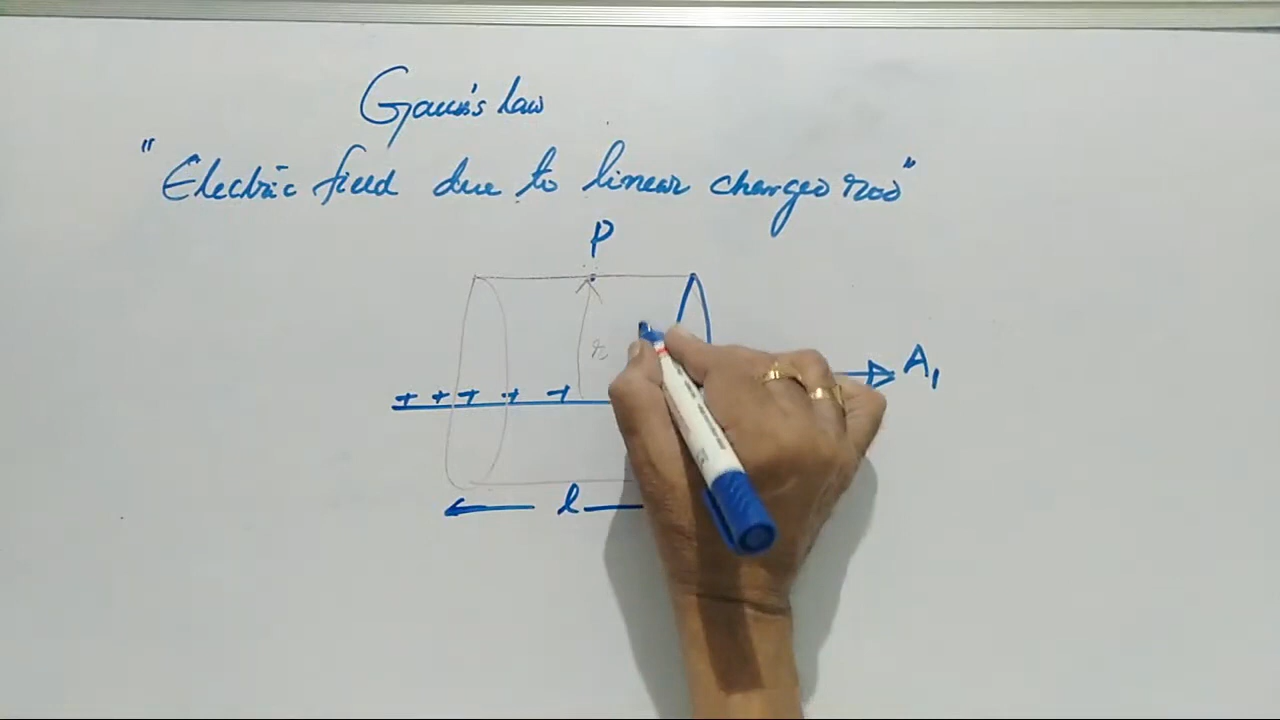 Gauss's law
"Electric field due to linear charged rod"
P
r
A₁
+ + + + +
l